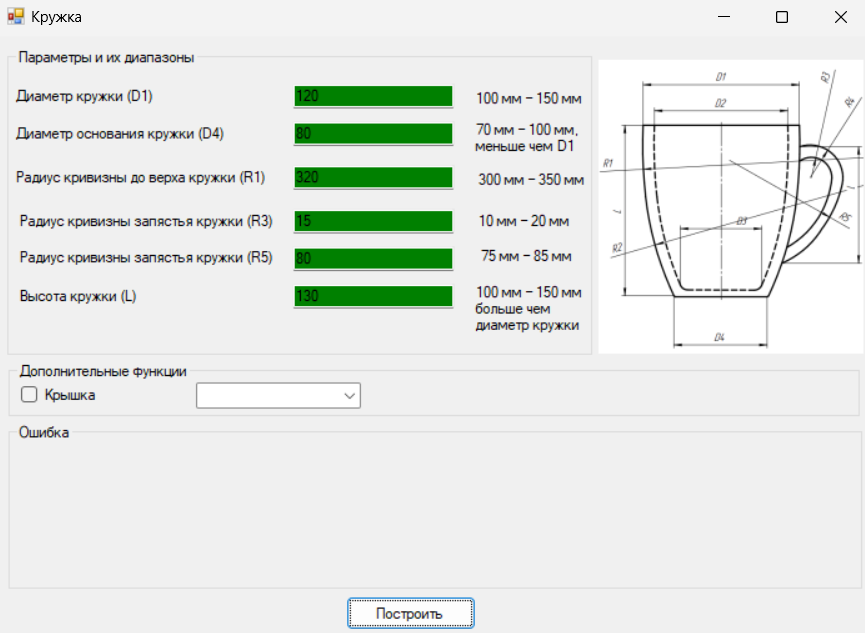 Кружка
Параметры и их диапазоны
Диаметр кружки (D1)
120
100 мм – 150 мм
Диаметр основания кружки (D4)
80
70 мм – 100 мм,
меньше чем D1
Радиус кривизны до верха кружки (R1)
320
300 мм – 350 мм
Радиус кривизны запястья кружки (R3)
15
10 мм – 20 мм
Радиус кривизны запястья кружки (R5)
80
75 мм – 85 мм
Высота кружки (L)
130
100 мм – 150 мм
больше чем
диаметр кружки
D1
D2
R3
R4
R1
L
R5
D3
R2
D4
Дополнительные функции
Крышка
Ошибка
Построить